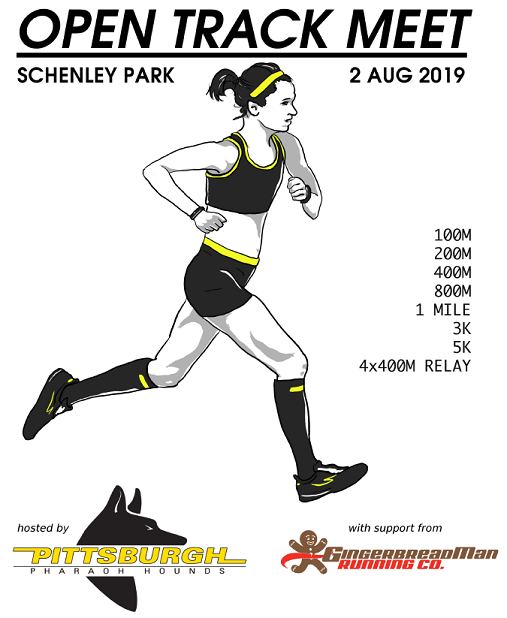 OPEN TRACK MEET
SCHENLEY PARK 2 AUG 2019
100M
200M
400M
800M
1 MILE
3K
5K
4x400M RELAY
hosted by
PITTSBURGH
PHARAOH HOUNDS
with support from
GINGERBREADMAN
RUNNING CO.